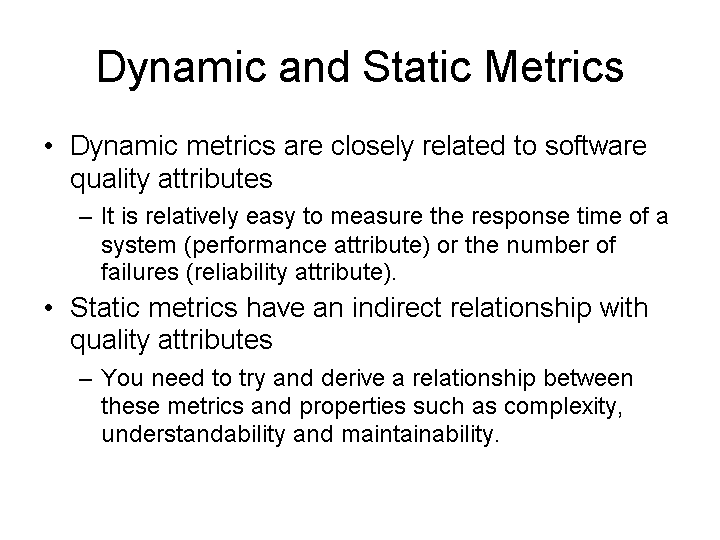 Dynamic and Static Metrics
• Dynamic metrics are closely related to software
quality attributes
– It is relatively easy to measure the response time of a
system (performance attribute) or the number of
failures (reliability attribute).
• Static metrics have an indirect relationship with
quality attributes
– You need to try and derive a relationship between
these metrics and properties such as complexity,
understandability and maintainability.